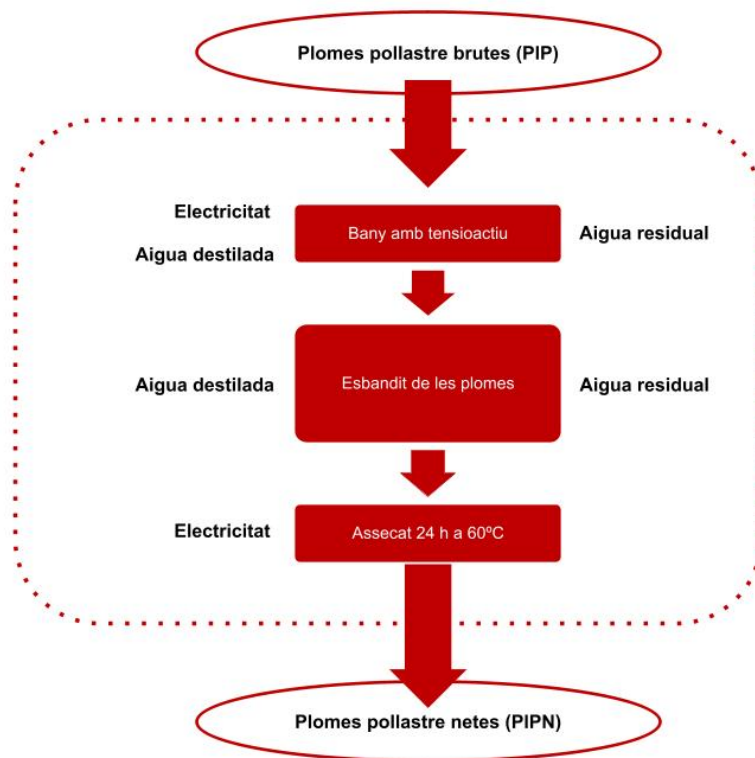 Plomes pollastre brutes (PIP)
Electricitat
Bany amb tensioactiu
Aigua residual
Aigua destilada
Aigua destilada
Esbandit de les plomes
Aigua residual
Electricitat
Assecat 24 h a 60ºC
Plomes pollastre netes (PIPN)